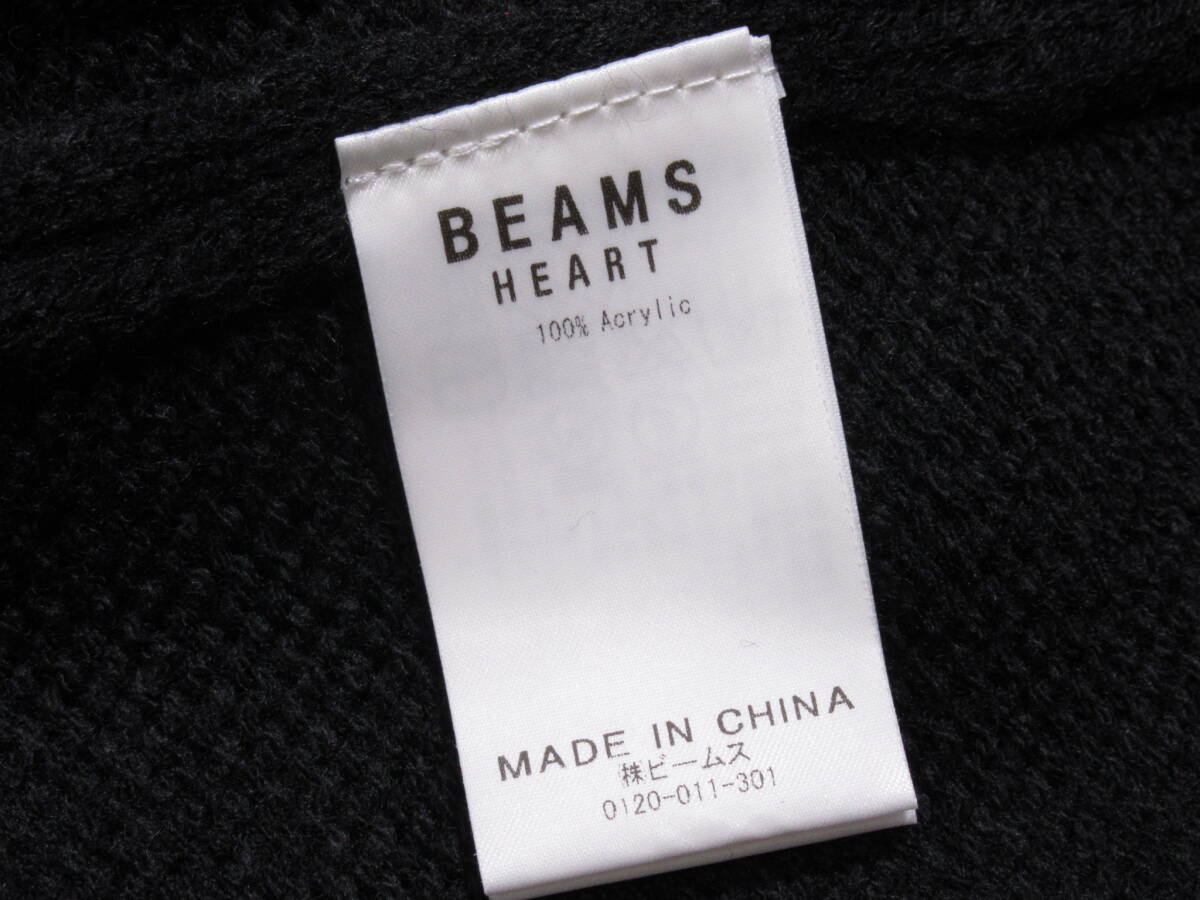 BEAMS
HEART
100% Acrylic
MADE IN CHINA
㈱ビームス
0120-011-301